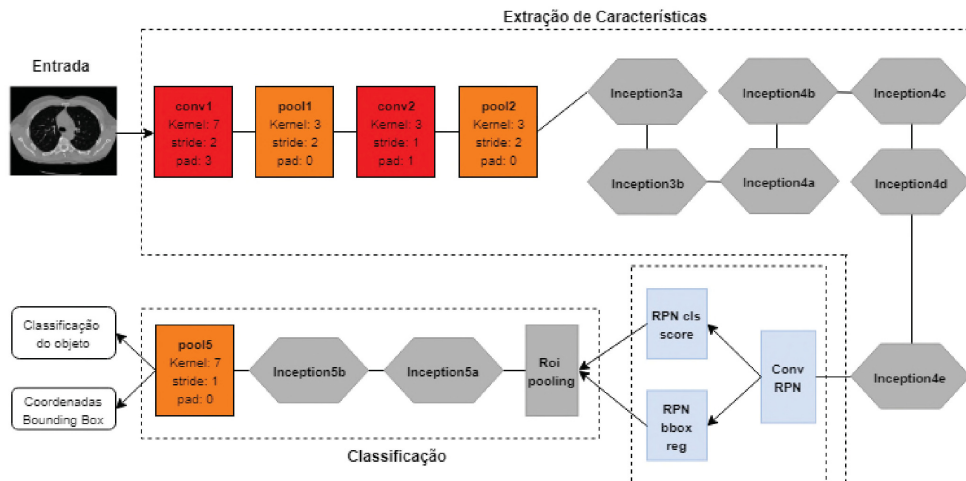 Extração de Características
Entrada
conv1
Kernel: 7
stride: 2
pad: 3
pool1
Kernel: 3
stride: 2
pad: 0
conv2
Kernel: 3
stride: 1
pad: 1
pool2
Kernel: 3
stride: 2
pad: 0
Inception3a
Inception4b
Inception4c
Inception3b
Inception4a
Inception4d
Classificação
do objeto
Coordenadas
Bounding Box
pool5
Kernel: 7
stride: 1
pad: 0
Inception5b
Inception5a
Roi
pooling
RPN cls
score
RPN
bbox
reg
Conv
RPN
Inception4e
Classificação